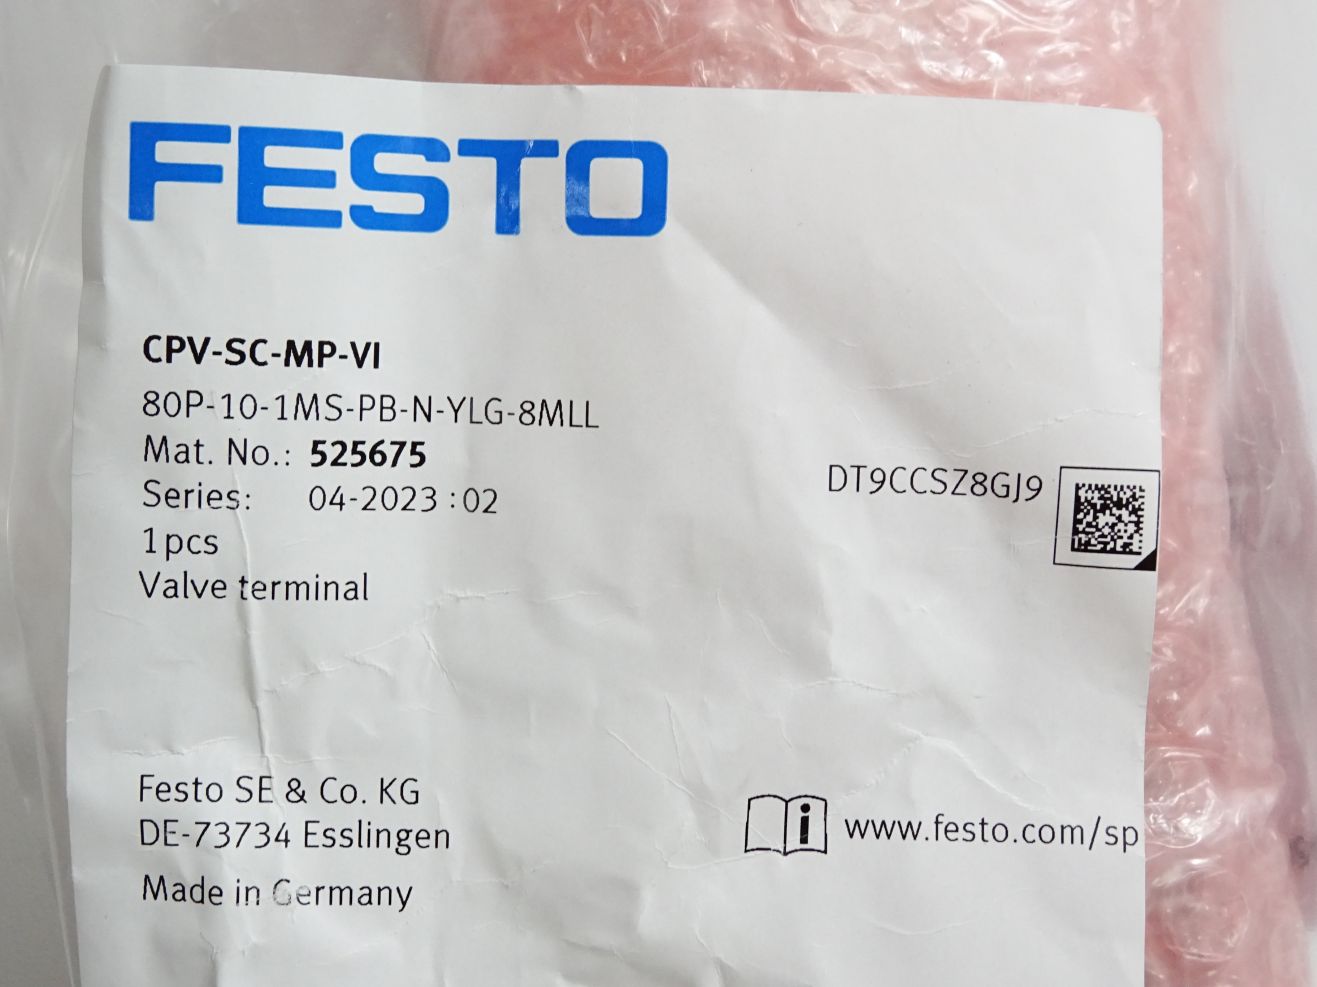 FESTO
CPV-SC-MP-VI
80P-10-1MS-PB-N-YLG-8MLL
Mat. No.: 525675
Series: 04-2023 :02
1pcs
Valve terminal
DT9CCSZ8GJ9
Festo SE & Co. KG
DE-73734 Esslingen
Made in Germany
www.festo.com/sp